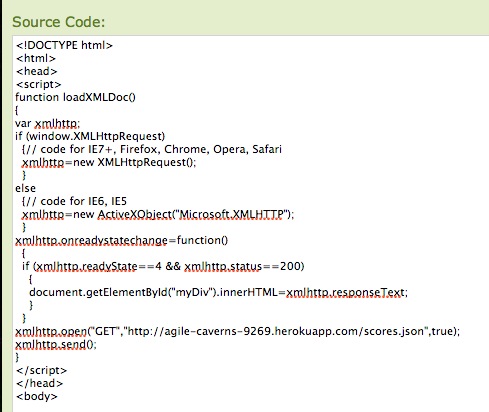 Source Code:
<!DOCTYPE html>
<html>
<head>
<script>
function loadXMLDoc()
{
var xmlhttp;
if (window.XMLHttpRequest)
{// code for IE7+, Firefox, Chrome, Opera, Safari
xmlhttp=new XMLHttpRequest();
}
else
{// code for IE6, IE5
xmlhttp=new ActiveXObject("Microsoft.XMLHTTP");
}
xmlhttp.onreadystatechange=function()
{
if (xmlhttp.readyState==4 && xmlhttp.status==200)
{
document.getElementById("myDiv").innerHTML=xmlhttp.responseText;
}
}
xmlhttp.open("GET","http://agile-caverns-9269.herokuapp.com/scores.json",true);
xmlhttp.send();
}
</script>
</head>
<body>